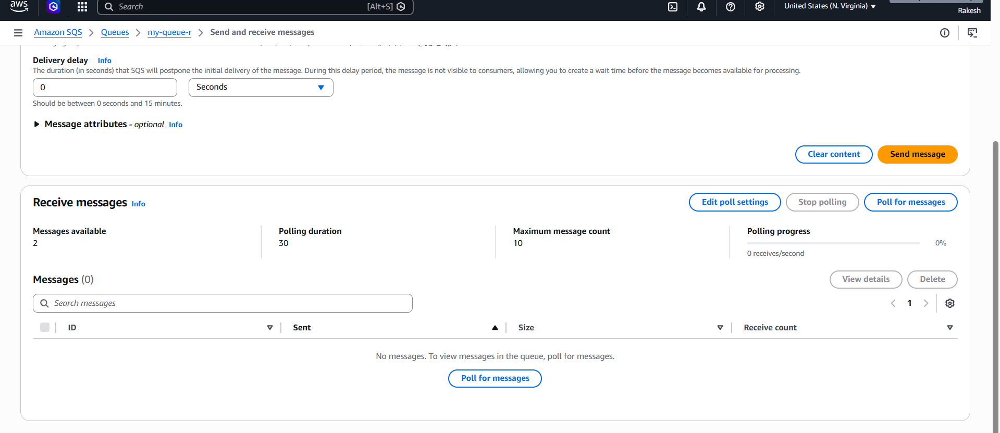 aws
Search
[Alt+S]
United States (N. Virginia)
Rakesh
Amazon SQS
Queues
my-queue-r
Send and receive messages
Delivery delay
Info
The duration (in seconds) that SQS will postpone the initial delivery of the message. During this delay period, the message is not visible to consumers, allowing you to create a wait time before the message becomes available for processing.
0
Seconds
Should be between 0 seconds and 15 minutes.
Message attributes - optional Info
Clear content
Send message
Receive messages Info
Edit poll settings
Stop polling
Poll for messages
Messages available
2
Polling duration
30
Maximum message count
10
Polling progress
0%
0 receives/second
Messages (0)
View details
Delete
Search messages
1
ID
Sent
Size
Receive count
No messages. To view messages in the queue, poll for messages.
Poll for messages